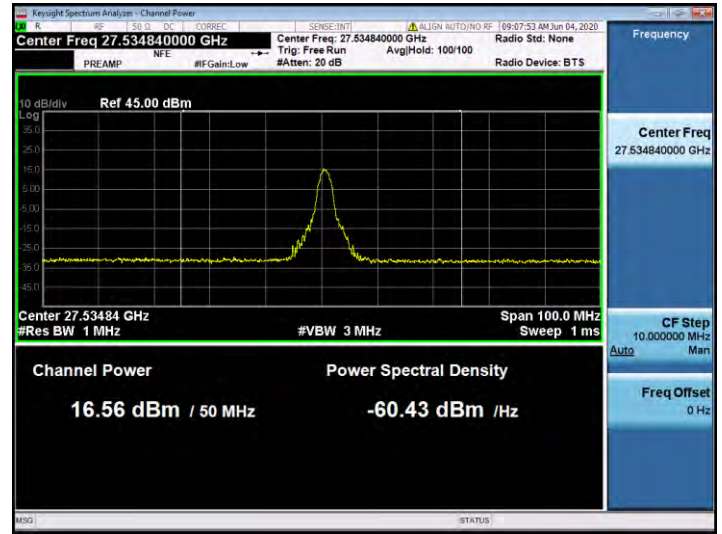 Keysight Spectrum Analyzer - Channel Power
R RF 50 Ω DC CORREC SENSE:INT ALIGN AUTO/NO RF 09:07:53 AM Jun 04, 2020
Center Freq 27.534840000 GHz
Center Freq: 27.534840000 GHz Radio Std: None
NFE Trig: Free Run Avg|Hold: 100/100
PREAMP #IFGain:Low #Atten: 20 dB Radio Device: BTS
Frequency
10 dB/div Ref 45.00 dBm
Log
35.0
25.0
15.0
5.00
-5.00
-15.0
-25.0
-35.0
-45.0
Center 27.53484 GHz Span 100.0 MHz
#Res BW 1 MHz #VBW 3 MHz Sweep 1 ms
Channel Power Power Spectral Density
16.56 dBm / 50 MHz -60.43 dBm /Hz
Center Freq
27.534840000 GHz
CF Step
10.000000 MHz
Auto Man
Freq Offset
0 Hz
MSG STATUS